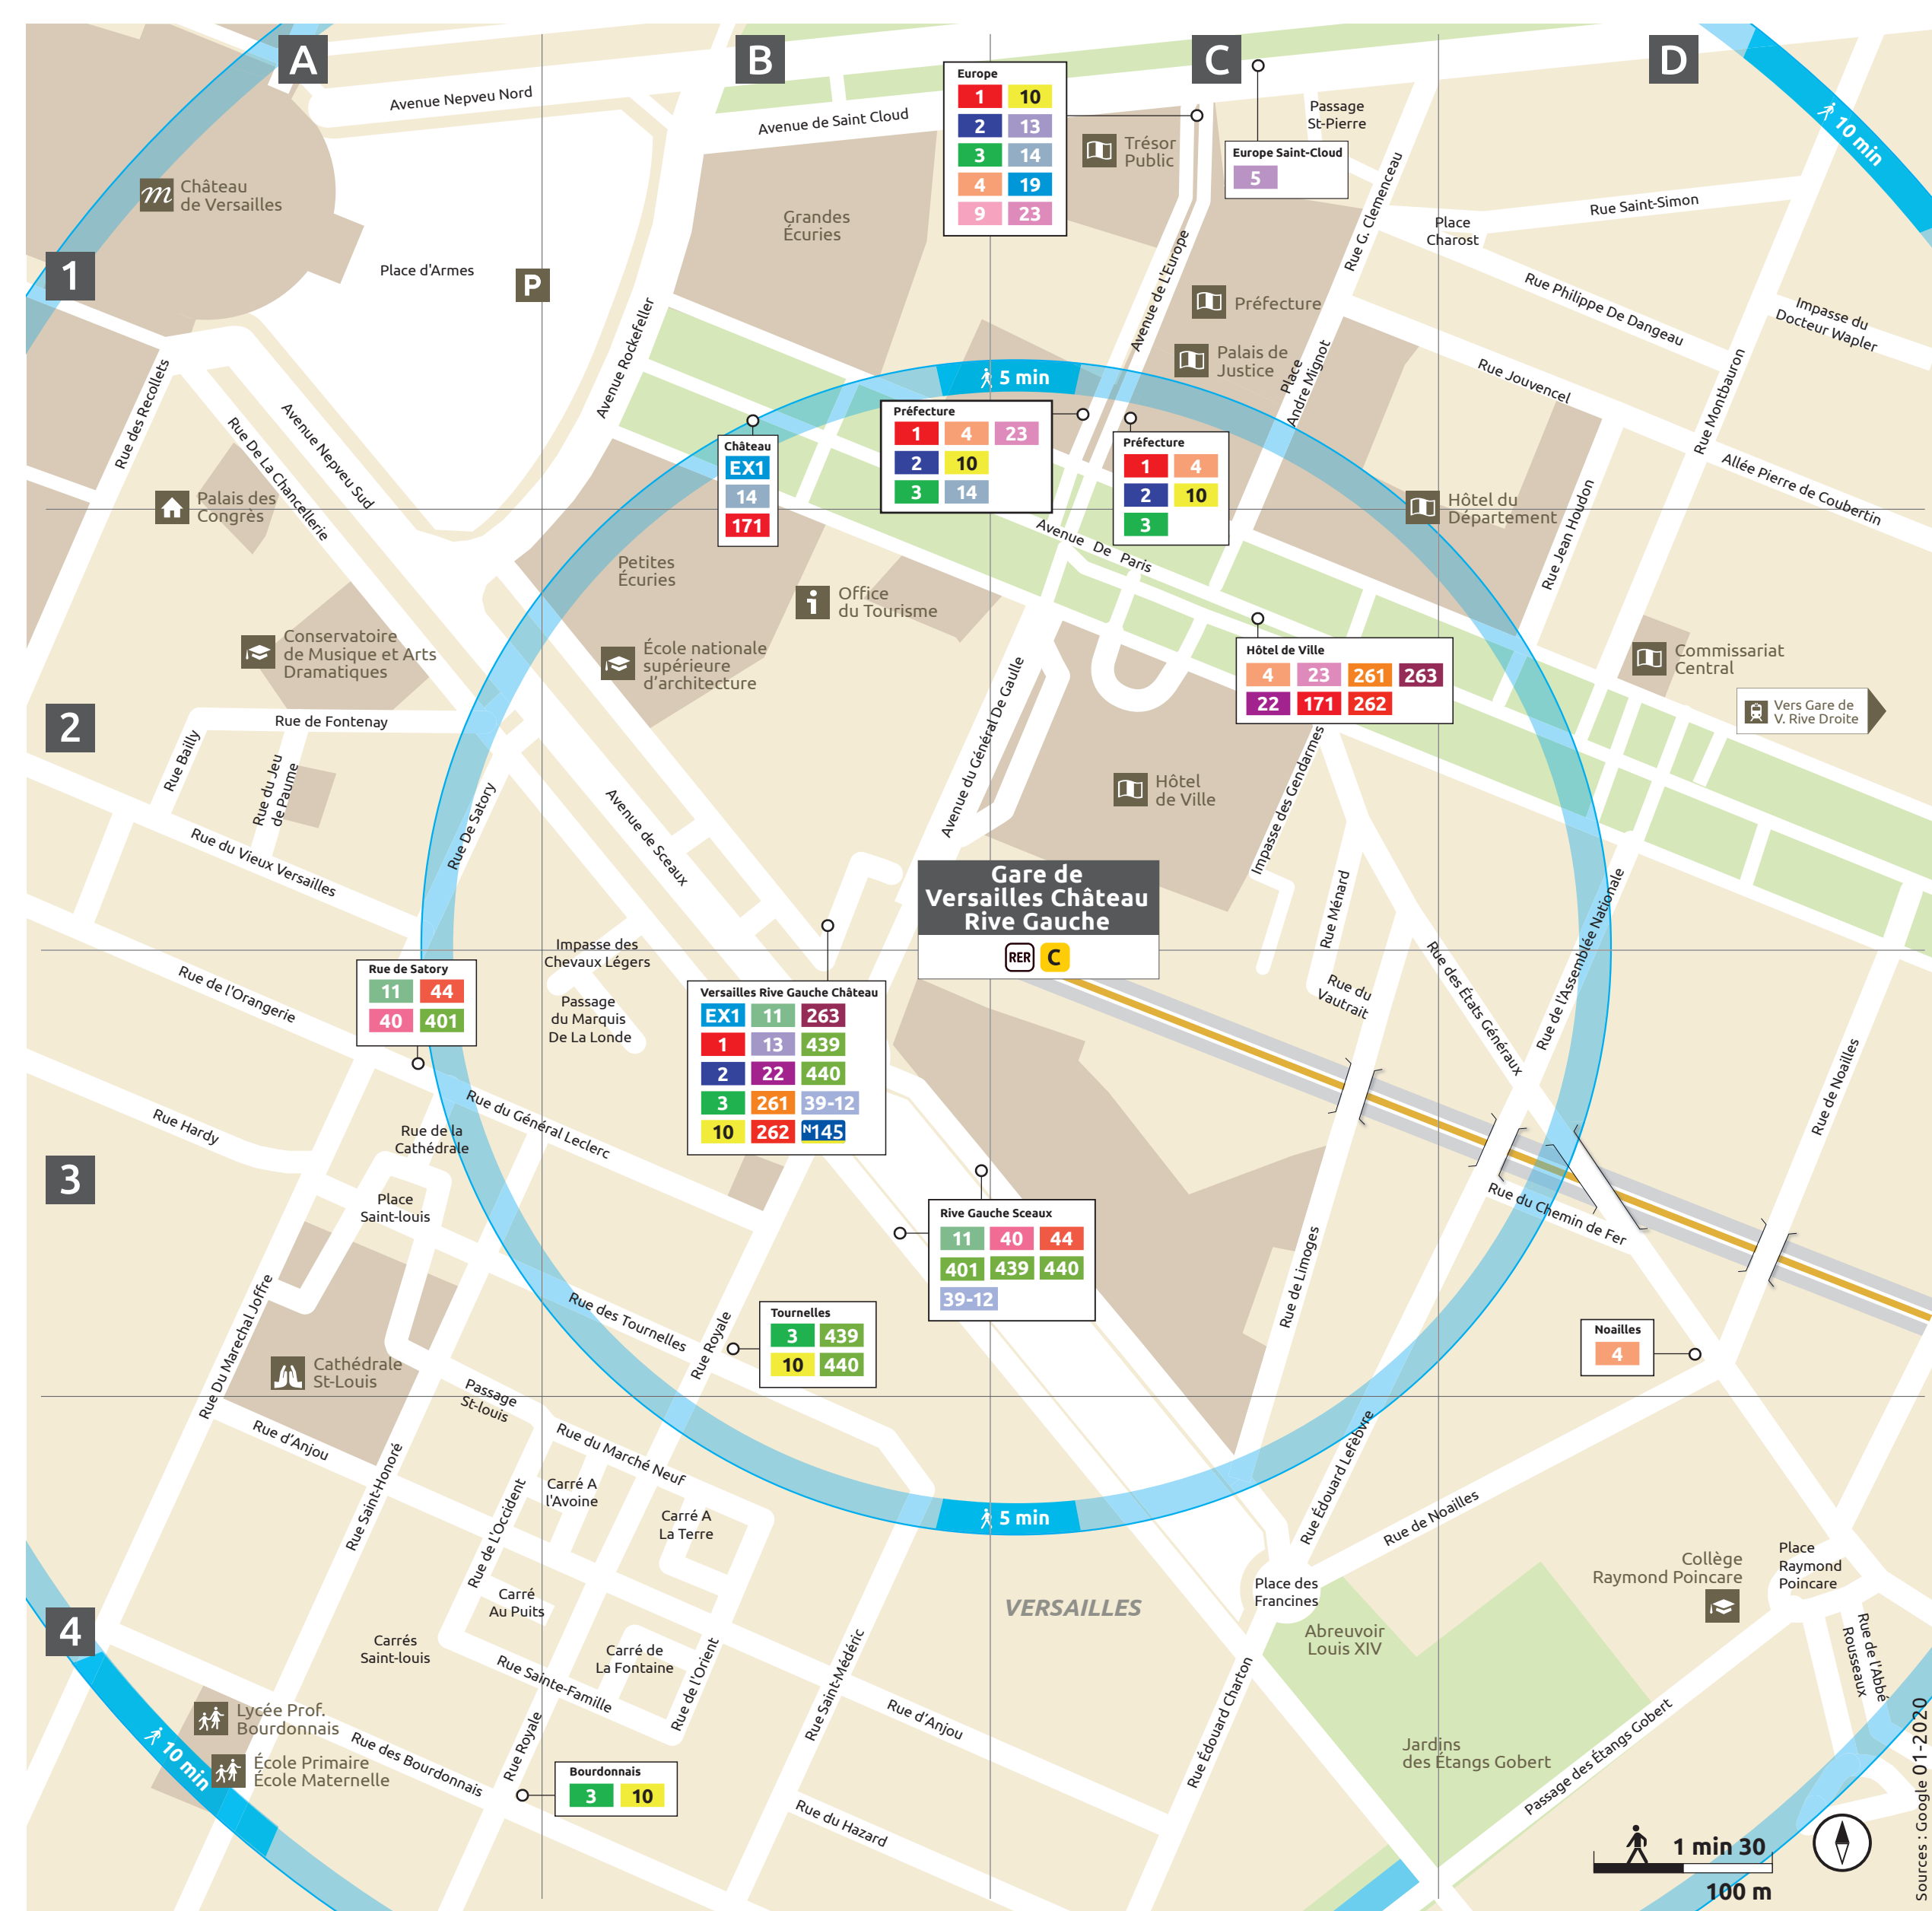 A
B
C
D
1
2
3
4
Avenue Nepveu Nord
Avenue de Saint Cloud
Château
de Versailles
Place d'Armes
P
Grandes
Écuries
Europe
1 10
2 13
3 14
4 19
9 23
Trésor
Public
Europe Saint-Cloud
5
Passage
St-Pierre
10 min
Rue G. Clemenceau
Place
Charost
Rue Saint-Simon
Rue Philippe De Dangeau
Impasse du
Docteur Wapler
Avenue de L'Europe
Préfecture
Palais de
Justice
Place
Andre Mignot
Rue Jouvencel
Rue Montbauron
Allée Pierre de Coubertin
Avenue Rockefeller
Rue des Recollets
Rue De La Chancellerie
Avenue Nepveu Sud
5 min
Château
EX1
14
171
Préfecture
1 4 23
2 10
3 14
Préfecture
1 4
2 10
3
Palais des
Congrès
Hôtel du
Département
Rue Jean Houdon
Avenue De Paris
Petites
Écuries
Office
du Tourisme
Conservatoire
de Musique et Arts
Dramatiques
École nationale
supérieure
d'architecture
Hôtel de Ville
4 23 261 263
22 171 262
Commissariat
Central
Vers Gare de
V. Rive Droite
Rue de Fontenay
Rue Bailly
Rue du Jeu
de Paume
Rue du Vieux Versailles
Rue De Satory
Avenue de Sceaux
Avenue du Général De Gaulle
Hôtel
de Ville
Impasse des Gendarmes
Rue Ménard
Gare de
Versailles Château
Rive Gauche
RER C
Rue du
Vautrait
Rue des États Généraux
Rue de l'Assemblée Nationale
Rue de Noailles
Rue de l'Orangerie
Rue de Satory
11 44
40 401
Impasse des
Chevaux Légers
Passage
du Marquis
De La Londe
Versailles Rive Gauche Château
EX1 11 263
1 13 439
2 22 440
3 261 39-12
10 262 N145
Rue Hardy
Rue de la
Cathédrale
Rue du Général Leclerc
Place
Saint-louis
Rive Gauche Sceaux
11 40 44
401 439 440
39-12
Rue du Chemin de Fer
Rue de Limoges
Rue Du Marechal Joffre
Rue des Tournelles
Rue Royale
Tournelles
3 439
10 440
Noailles
4
Cathédrale
St-Louis
Passage
St-louis
Rue d'Anjou
Rue du Marché Neuf
Rue Saint-Honoré
Rue de L'Occident
Carré A
l'Avoine
Carré A
La Terre
5 min
Rue Édouard Lefèbvre
Rue de Noailles
Collège
Raymond Poincare
Place
Raymond
Poincare
Carré
Au Puits
VERSAILLES
Place des
Francines
Abreuvoir
Louis XIV
Carrés
Saint-louis
Carré de
La Fontaine
Rue Sainte-Famille
Rue de l'Orient
Rue Saint-Médéric
Rue d'Anjou
Rue Édouard Charton
Rue de l'Abbé
Rousseaux
Lycée Prof.
Bourdonnais
École Primaire
École Maternelle
10 min
Rue des Bourdonnais
Rue Royale
Bourdonnais
3 10
Rue du Hazard
Jardins
des Étangs Gobert
Passage des Étangs Gobert
1 min 30
100 m
Sources : Google 01-2020